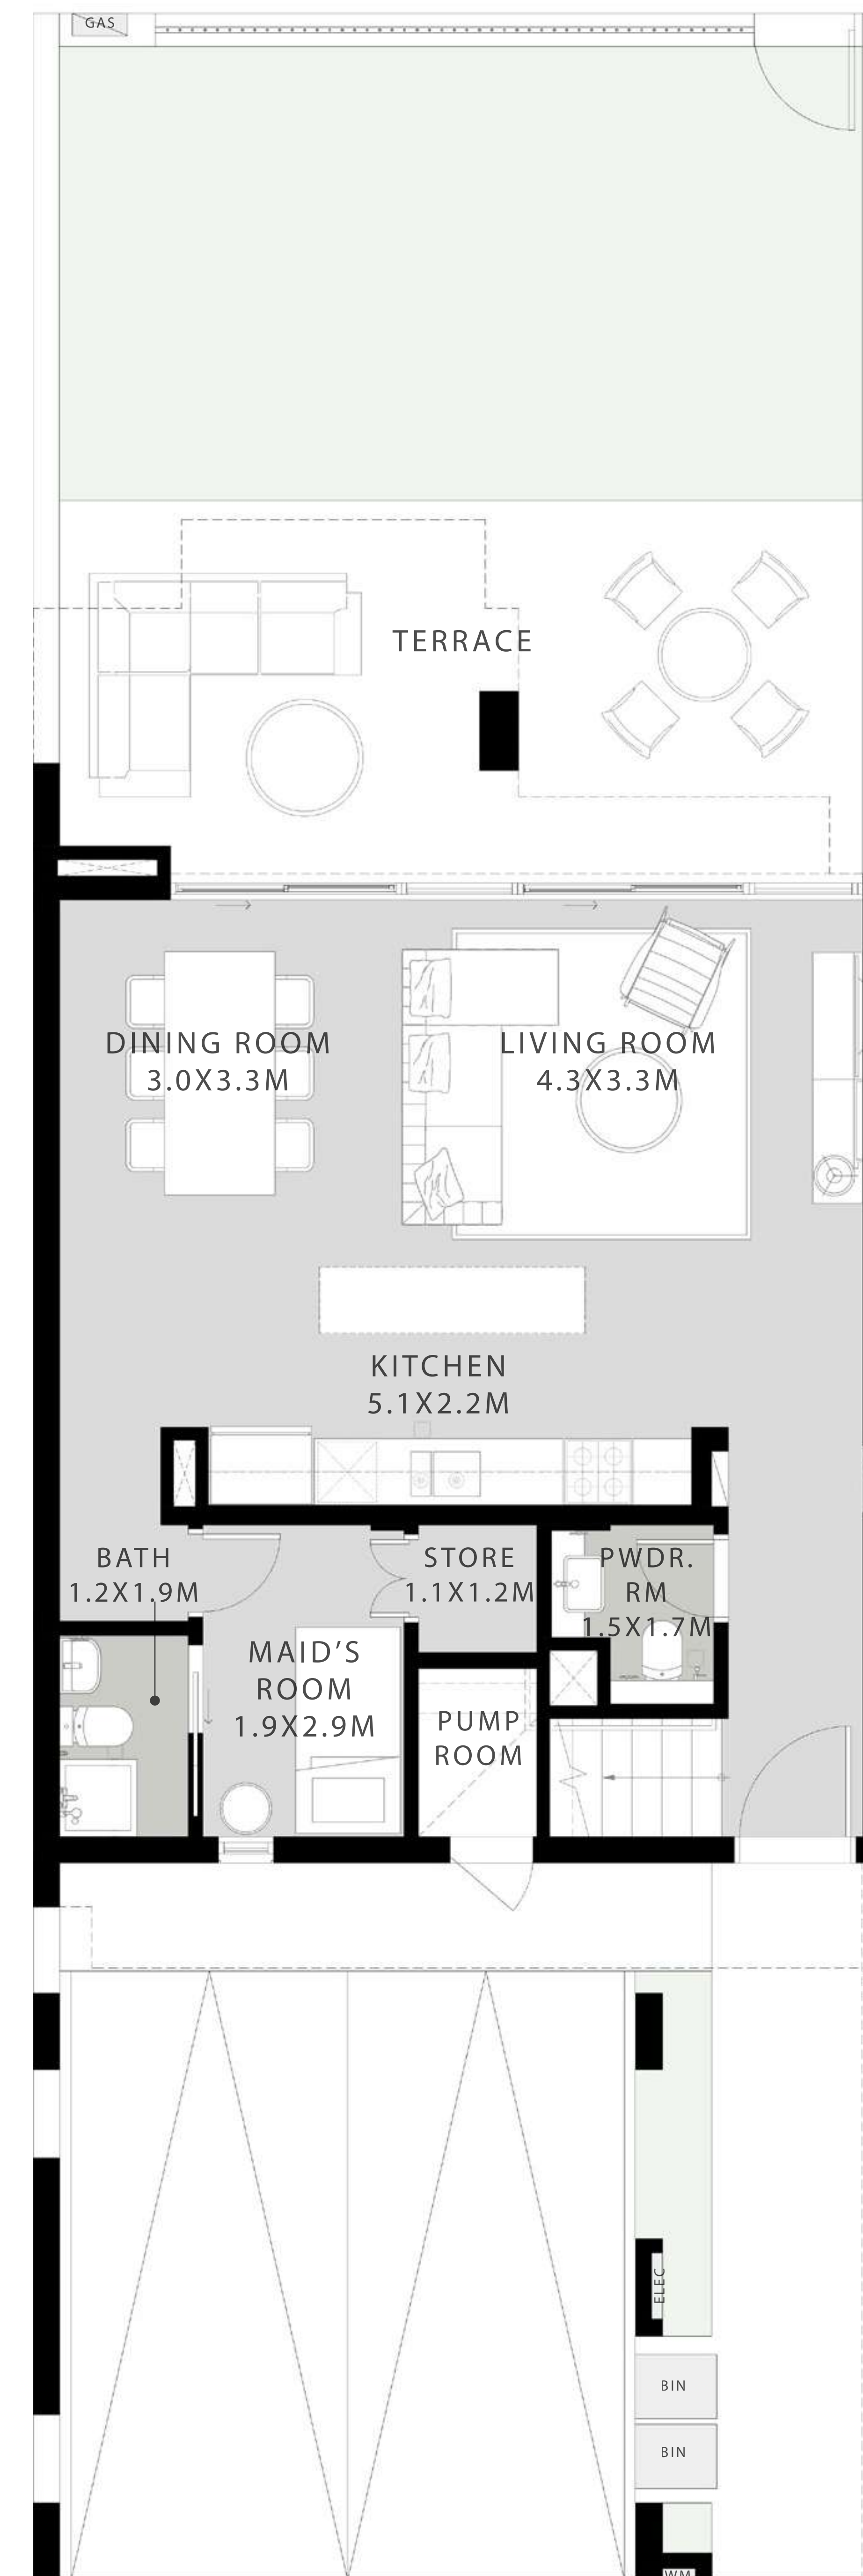 GAS
TERRACE
DINING ROOM
3.0X3.3M
LIVING ROOM
4.3X3.3M
KITCHEN
5.1X2.2M
BATH
1.2X1.9M
STORE
1.1X1.2M
PWDR.
RM
1.5X1.7M
MAID'S
ROOM
1.9X2.9M
PUMP
ROOM
ELEC
BIN
BIN
WM